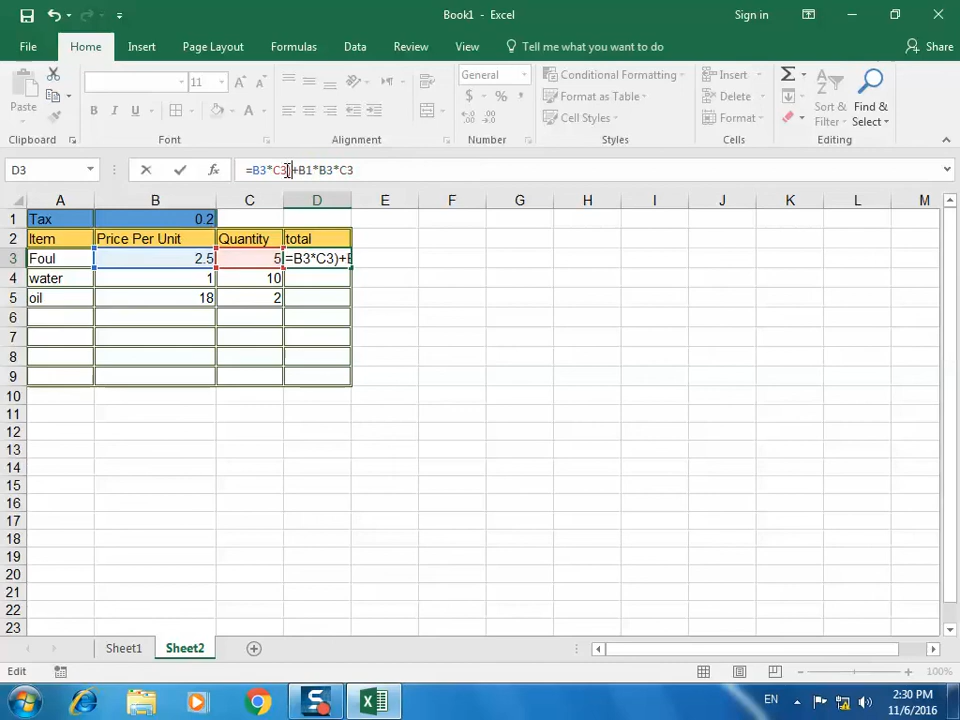 Book1 - Excel
Sign in
File Home Insert Page Layout Formulas Data Review View Tell me what you want to do Share
Paste
11
General
Conditional Formatting
Format as Table
Cell Styles
Insert
Delete
Format
Sort &
Filter
Find &
Select
Clipboard Font Alignment Number Styles Cells Editing
D3 fx =B3*C3)+B1*B3*C3
A B C D E F G H I J K L M
1 Tax 0.2
2 Item Price Per Unit Quantity total
3 Foul 2.5 5 =B3*C3)+B
4 water 1 10
5 oil 18 2
6
7
8
9
10
11
12
13
14
15
16
17
18
19
20
21
22
23
Sheet1 Sheet2
Edit 100%
EN 2:30 PM
11/6/2016